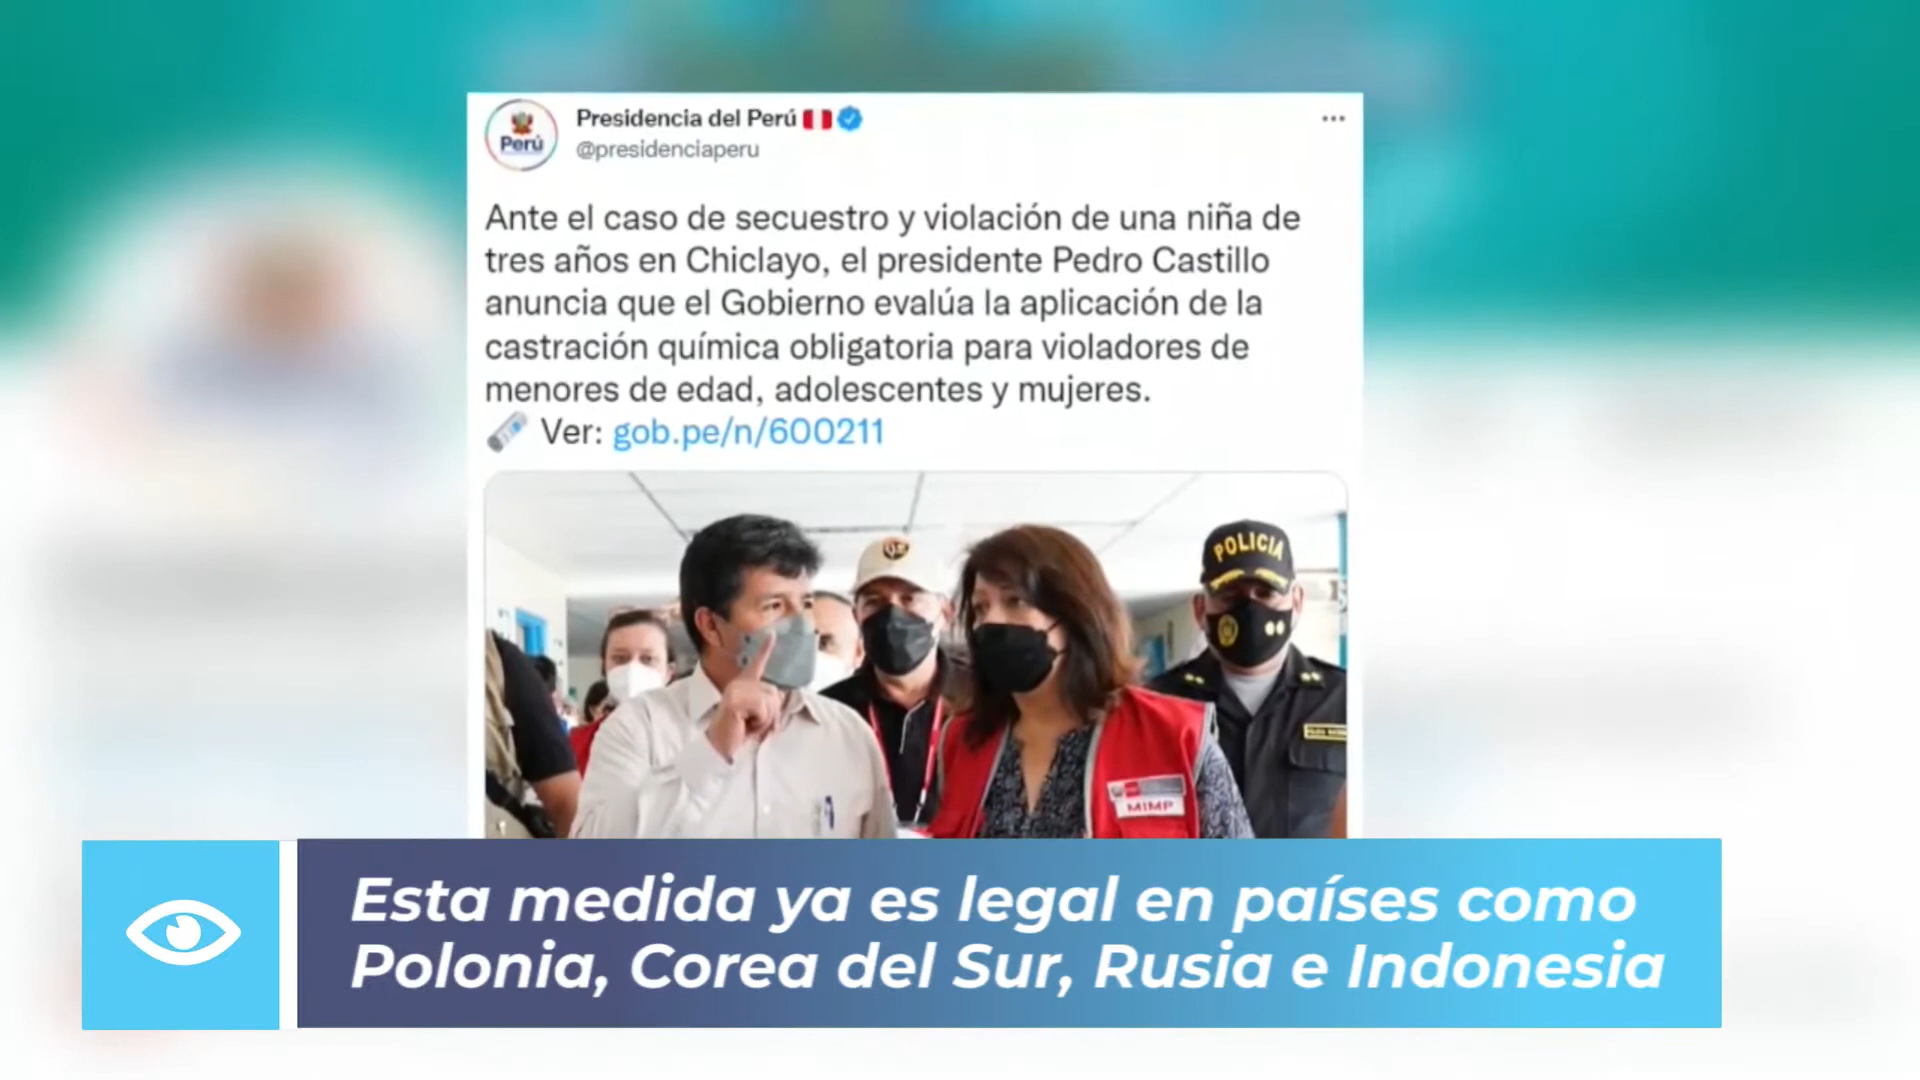 Presidencia del Perú
@presidenciaperu
Perú
Ante el caso de secuestro y violación de una niña de
tres años en Chiclayo, el presidente Pedro Castillo
anuncia que el Gobierno evalúa la aplicación de la
castración química obligatoria para violadores de
menores de edad, adolescentes y mujeres.
Ver: gob.pe/n/600211
POLICIA
MIMP
Esta medida ya es legal en países como
Polonia, Corea del Sur, Rusia e Indonesia